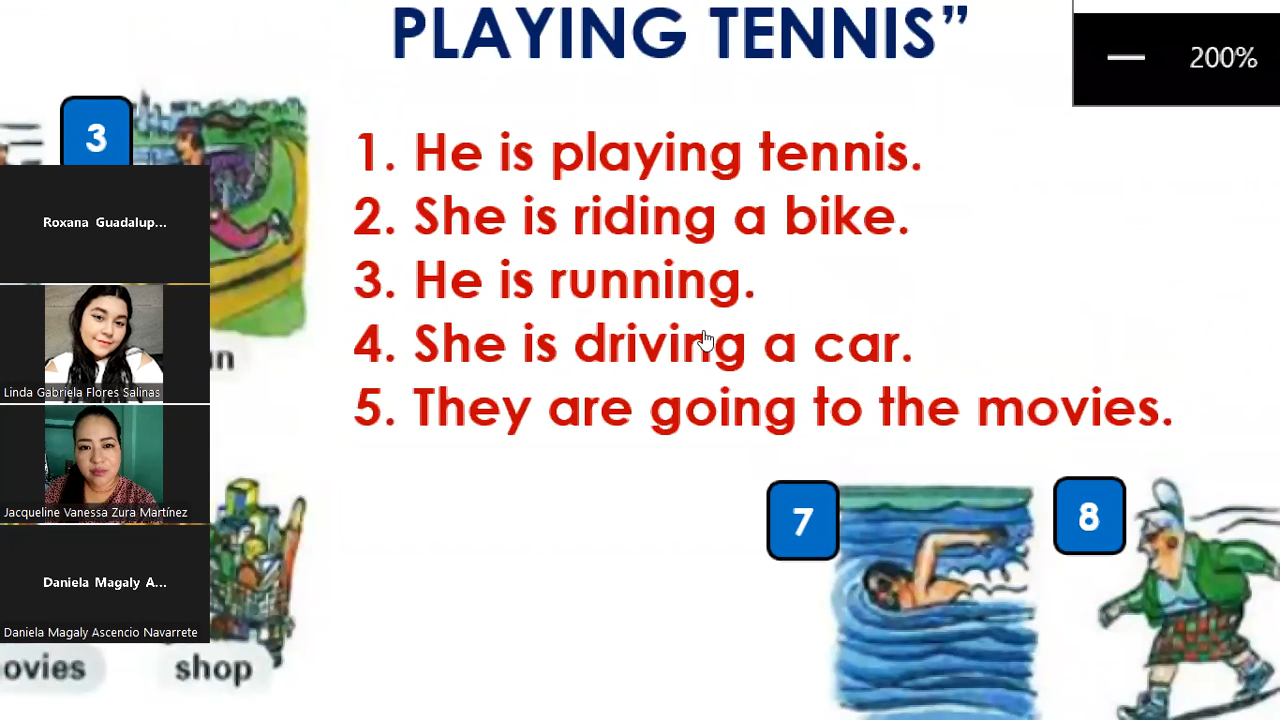 PLAYING TENNIS”
200%
3
1. He is playing tennis.
2. She is riding a bike.
3. He is running.
4. She is driving a car.
5. They are going to the movies.
Roxana Guadalup...
Linda Gabriela Flores Salinas
Jacqueline Vanessa Zura Martínez
Daniela Magaly A...
Daniela Magaly Ascencio Navarrete
7
8
shop